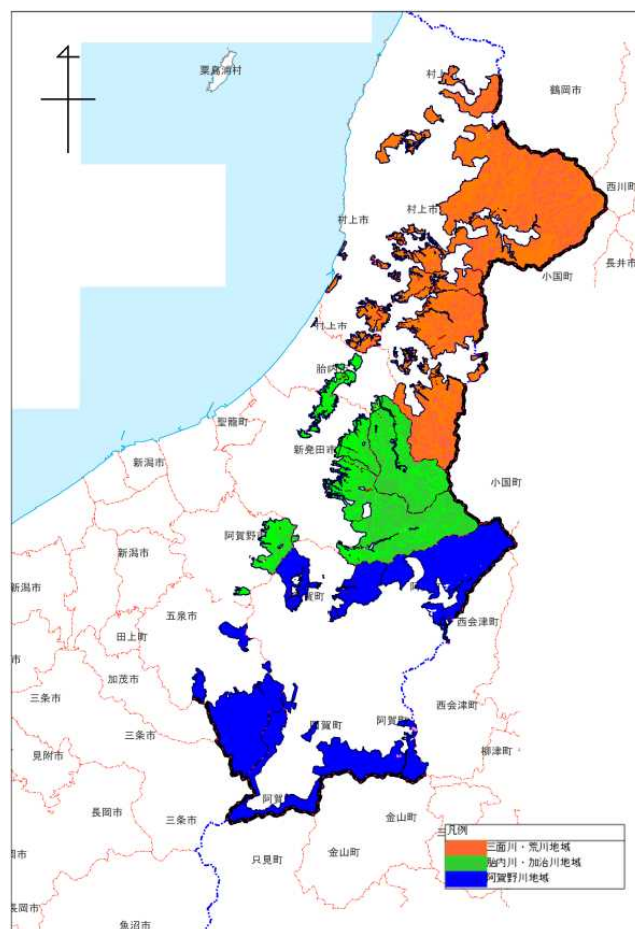 粟島浦村
村上
鶴岡市
西川町
村上市
村上市
長井市
小国町
村上市
胎内
聖籠町
新発田市
新潟市
小国町
阿賀野
新潟市
新潟市
賀町
五泉市
西会津町
田上町
加茂市
三条市
西会津町
阿賀町
阿賀町
三条市
柳津町
見附市
阿賀
長岡市
三条市
金山町
凡例
三面川・荒川地域
胎内川・加治川地域
阿賀野川地域
金山町
只見町
長岡市
魚沼市